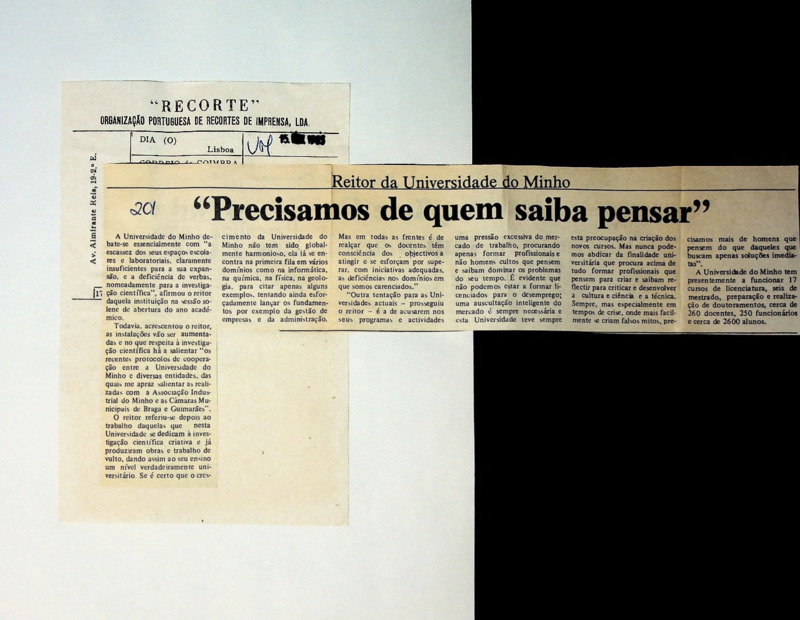 "RECORTE"
ORGANIZAÇÃO PORTUGUESA DE RECORTES DE IMPRENSA, LDA.
DIA (O)
Lisboa
CORREIO de COIMBRA
Av. Almirante Reis, 19-2.º E.
17
201
Reitor da Universidade do Minho
“Precisamos de quem saiba pensar”
A Universidade do Minho de-
bate-se essencialmente com “a
escassez dos seus espaços escola-
res e laboratoriais, claramente
insuficientes para a sua expan-
são, e a deficiência de verbas,
nomeadamente para a investiga-
ção científica”, afirmou o reitor
daquela instituição na sessão so-
lene de abertura do ano acadé-
mico.
Todavia, acrescentou o reitor,
as instalações vão ser aumenta-
das e no que respeita à investiga-
ção científica há a salientar “os
recentes protocolos de coopera-
ção entre a Universidade do
Minho e diversas entidades, das
quais me apraz salientar as reali-
zadas com a Associação Indus-
trial do Minho e as Câmaras Mu-
nicipais de Braga e Guimarães”.
O reitor referiu-se depois ao
trabalho daquelas que nesta
Universidade se dedicam à inves-
tigação científica criativa e já
produziram obras e trabalho de
vulto, dando assim ao seu ensino
um nível verdadeiramente uni-
versitário. Se é certo que o cres-
cimento da Universidade do
Minho não tem sido global-
mente harmonioso, ela lá se en-
contra na primeira fila em vários
domínios como na informática,
na química, na física, na geolo-
gia, para citar apenas alguns
exemplos, tentando ainda esfor-
çadamente lançar os fundamen-
tos por exemplo da gestão de
empresas e da administração.
Mas em todas as frentes é de
realçar que os docentes têm
consciência dos objectivos a
atingir e se esforçam por supe-
rar, com iniciativas adequadas,
as deficiências nos domínios em
que somos carenciados.”
“Outra tentação para as Uni-
versidades actuais – prosseguiu
o reitor – é a de acusarem nos
seus programas e actividades
uma pressão excessiva do mer-
cado de trabalho, procurando
apenas formar profissionais e
não homens cultos que pensem
e saibam dominar os problemas
do seu tempo. É evidente que
não podemos estar a formar li-
cenciados para o desemprego;
uma auscultação inteligente do
mercado é sempre necessária e
esta Universidade teve sempre
esta preocupação na criação dos
novos cursos. Mas nunca pode-
mos abdicar da finalidade uni-
versitária que procura acima de
tudo formar profissionais que
pensem para criar e saibam re-
flectir para criticar e desenvolver
a cultura e ciência e a técnica.
Sempre, mas especialmente em
tempos de crise, onde mais facil-
mente se criam falsos mitos, pre-
cisamos mais de homens que
pensem do que daqueles que
buscam apenas soluções imedia-
tas”.
A Universidade do Minho tem
presentemente a funcionar 17
cursos de licenciatura, seis de
mestrado, preparação e realiza-
ção de doutoramentos, cerca de
260 docentes, 250 funcionários
e cerca de 2600 alunos.